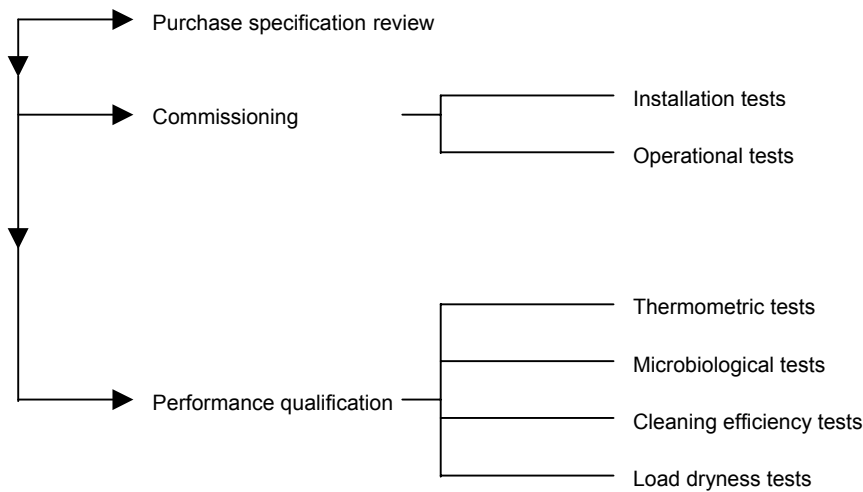 Purchase specification review
Commissioning
Installation tests
Operational tests
Performance qualification
Thermometric tests
Microbiological tests
Cleaning efficiency tests
Load dryness tests